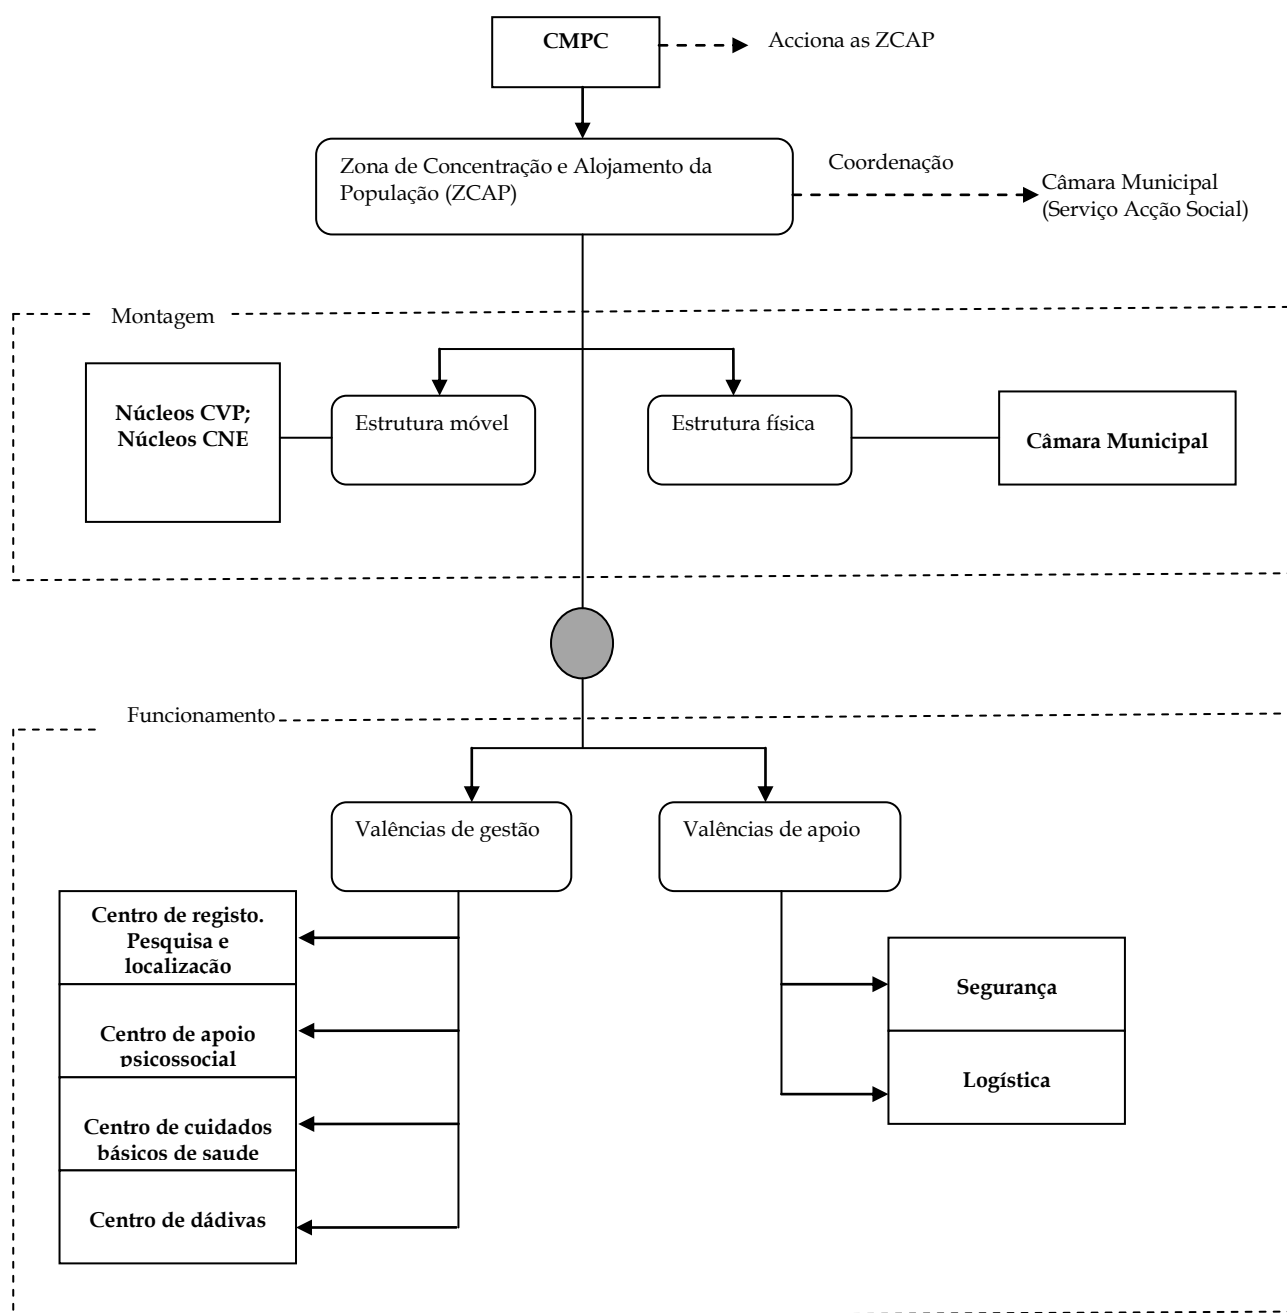 CMPC
Acciona as ZCAP
Zona de Concentração e Alojamento da
População (ZCAP)
Coordenação
Câmara Municipal
(Serviço Acção Social)
Montagem
Núcleos CVP;
Núcleos CNE
Estrutura móvel
Estrutura física
Câmara Municipal
Funcionamento
Valências de gestão
Valências de apoio
Centro de registo.
Pesquisa e
localizacão
Centro de apoio
psicossocial
Centro de cuidados
básicos de saude
Centro de dádivas
Segurança
Logística